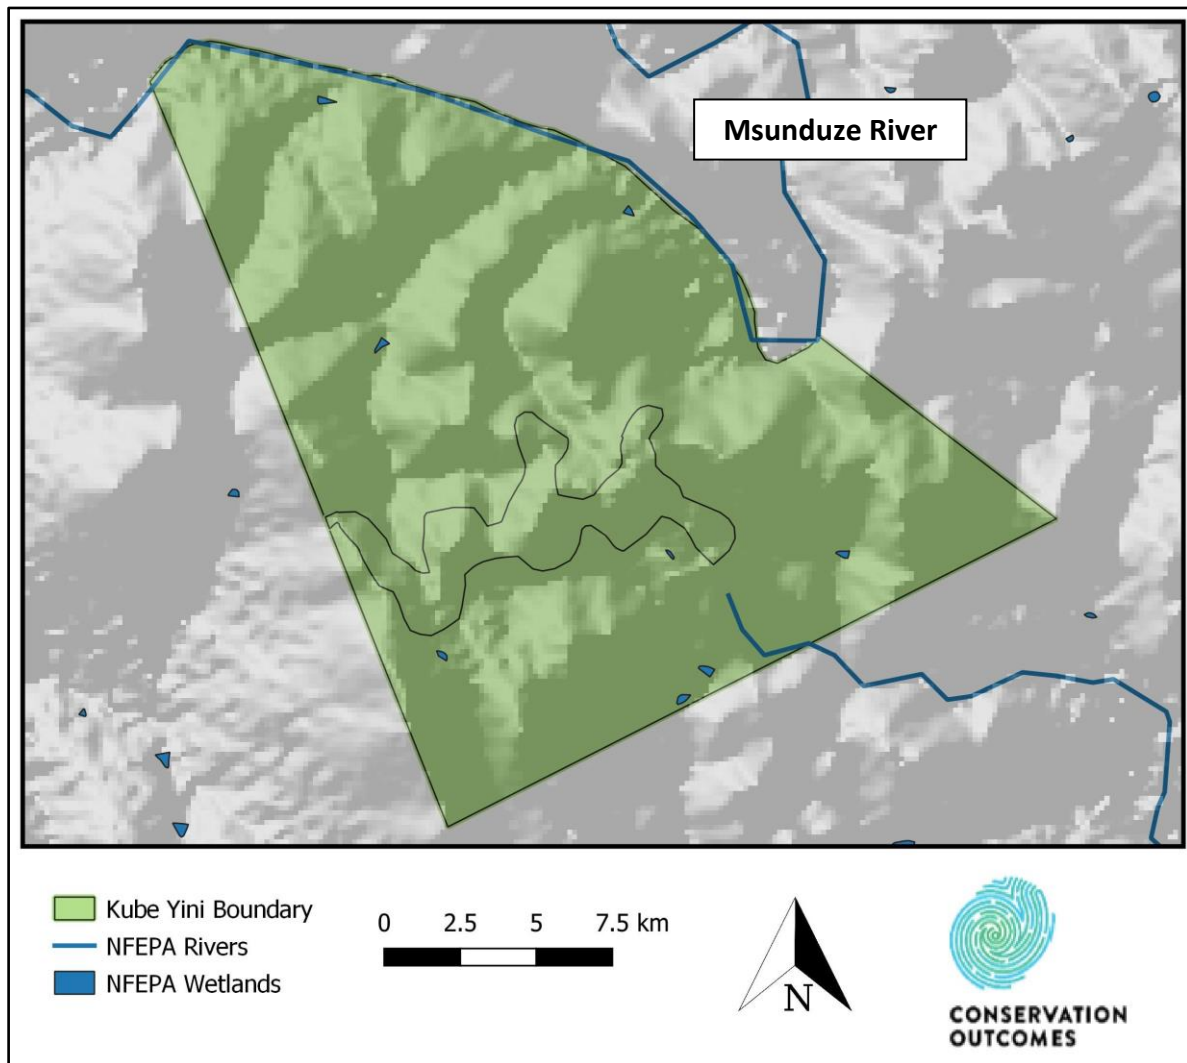 Msunduze River
Kube Yini Boundary
NFEPA Rivers
NFEPA Wetlands
0 2.5 5 7.5 km
N
CONSERVATION
OUTCOMES